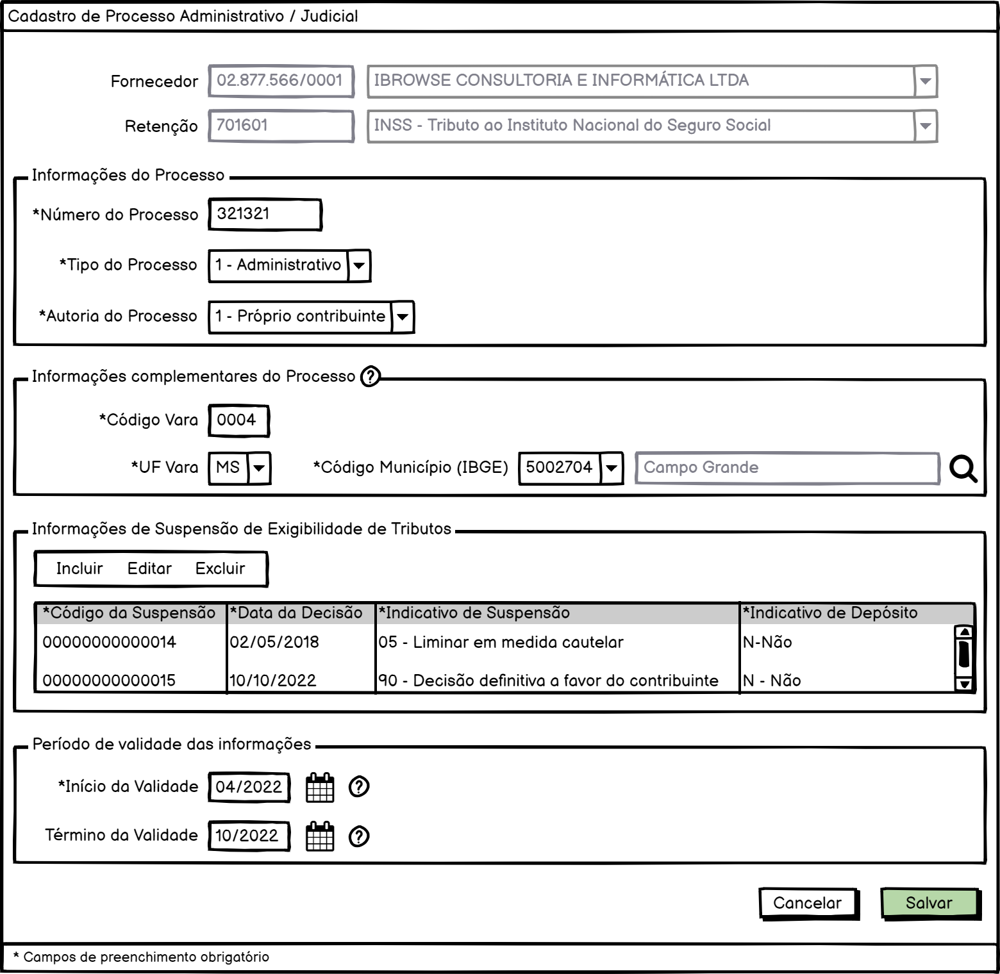 Cadastro de Processo Administrativo / Judicial
Fornecedor 02.877.566/0001 IBROWSE CONSULTORIA E INFORMÁTICA LTDA
Retenção 701601 INSS - Tributo ao Instituto Nacional do Seguro Social
Informações do Processo
*Número do Processo 321321
*Tipo do Processo 1 - Administrativo
*Autoria do Processo 1 - Próprio contribuinte
Informações complementares do Processo ?
*Código Vara 0004
*UF Vara MS *Código Município (IBGE) 5002704 Campo Grande
Informações de Suspensão de Exigibilidade de Tributos
Incluir Editar Excluir
*Código da Suspensão *Data da Decisão *Indicativo de Suspensão *Indicativo de Depósito
00000000000014 02/05/2018 05 - Liminar em medida cautelar N-Não
00000000000015 10/10/2022 90 - Decisão definitiva a favor do contribuinte N - Não
Período de validade das informações
*Início da Validade 04/2022 ?
Término da Validade 10/2022 ?
Cancelar Salvar
* Campos de preenchimento obrigatório